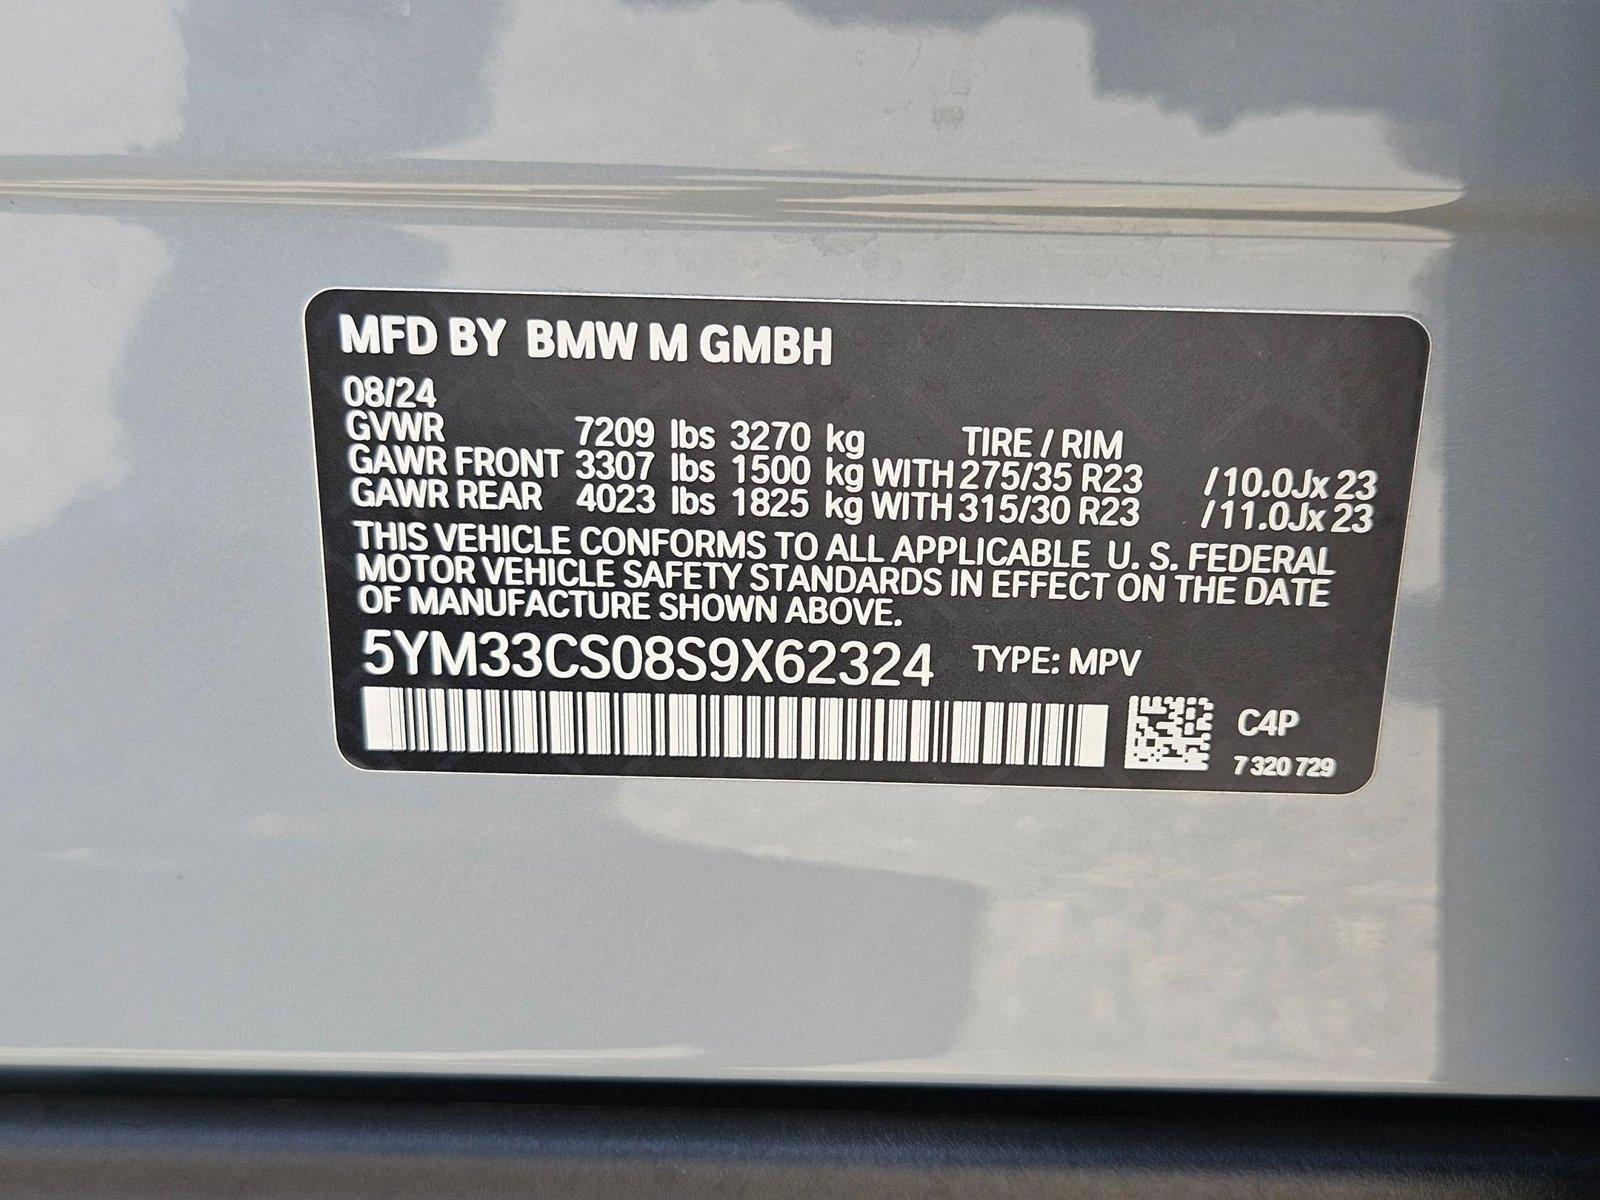 MFD BY BMW M GMBH
08/24
GVWR 7209 lbs 3270 kg TIRE / RIM
GAWR FRONT 3307 lbs 1500 kg WITH 275/35 R23 /10.0Jx 23
GAWR REAR 4023 lbs 1825 kg WITH 315/30 R23 /11.0Jx 23
THIS VEHICLE CONFORMS TO ALL APPLICABLE U. S. FEDERAL
MOTOR VEHICLE SAFETY STANDARDS IN EFFECT ON THE DATE
OF MANUFACTURE SHOWN ABOVE.
5YM33CS08S9X62324 TYPE: MPV
C4P
7 320 729